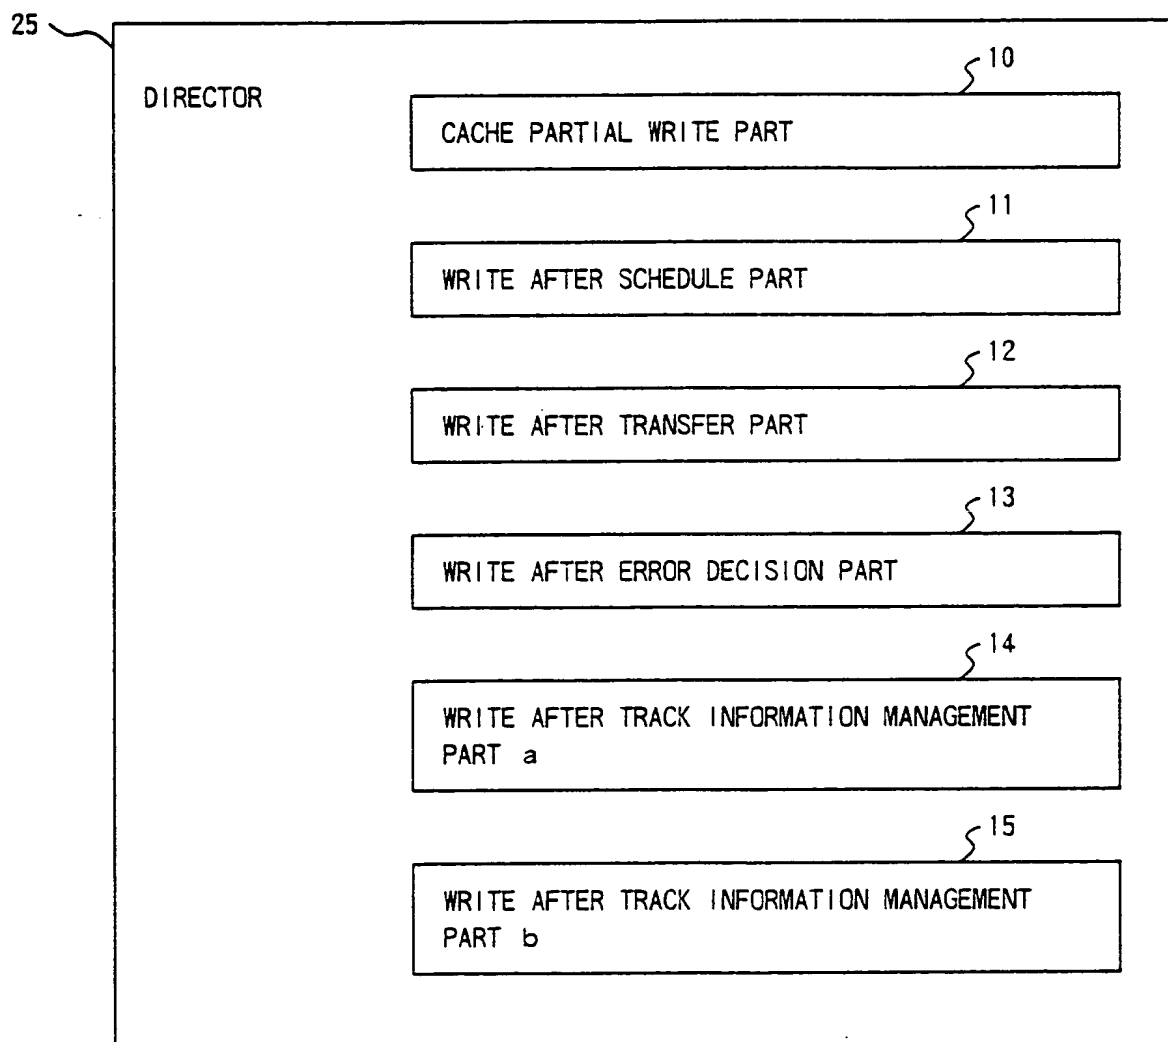 25
DIRECTOR
10
CACHE PARTIAL WRITE PART
11
WRITE AFTER SCHEDULE PART
12
WRITE AFTER TRANSFER PART
13
WRITE AFTER ERROR DECISION PART
14
WRITE AFTER TRACK INFORMATION MANAGEMENT
PART a
15
WRITE AFTER TRACK INFORMATION MANAGEMENT
PART b